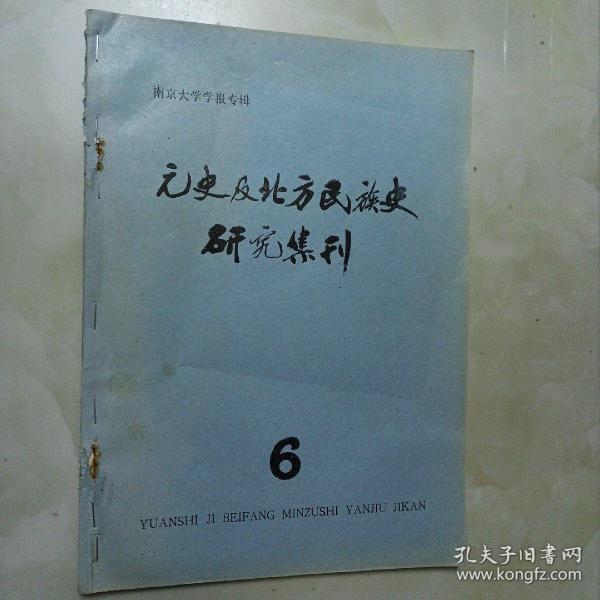 南京大学学报专辑
元史及北方民族史
研究集刊
6
YUANSHI JI BEIFANG MINZUSHI YANJIU JIKAN
孔夫子旧书网
www.kongfz.com